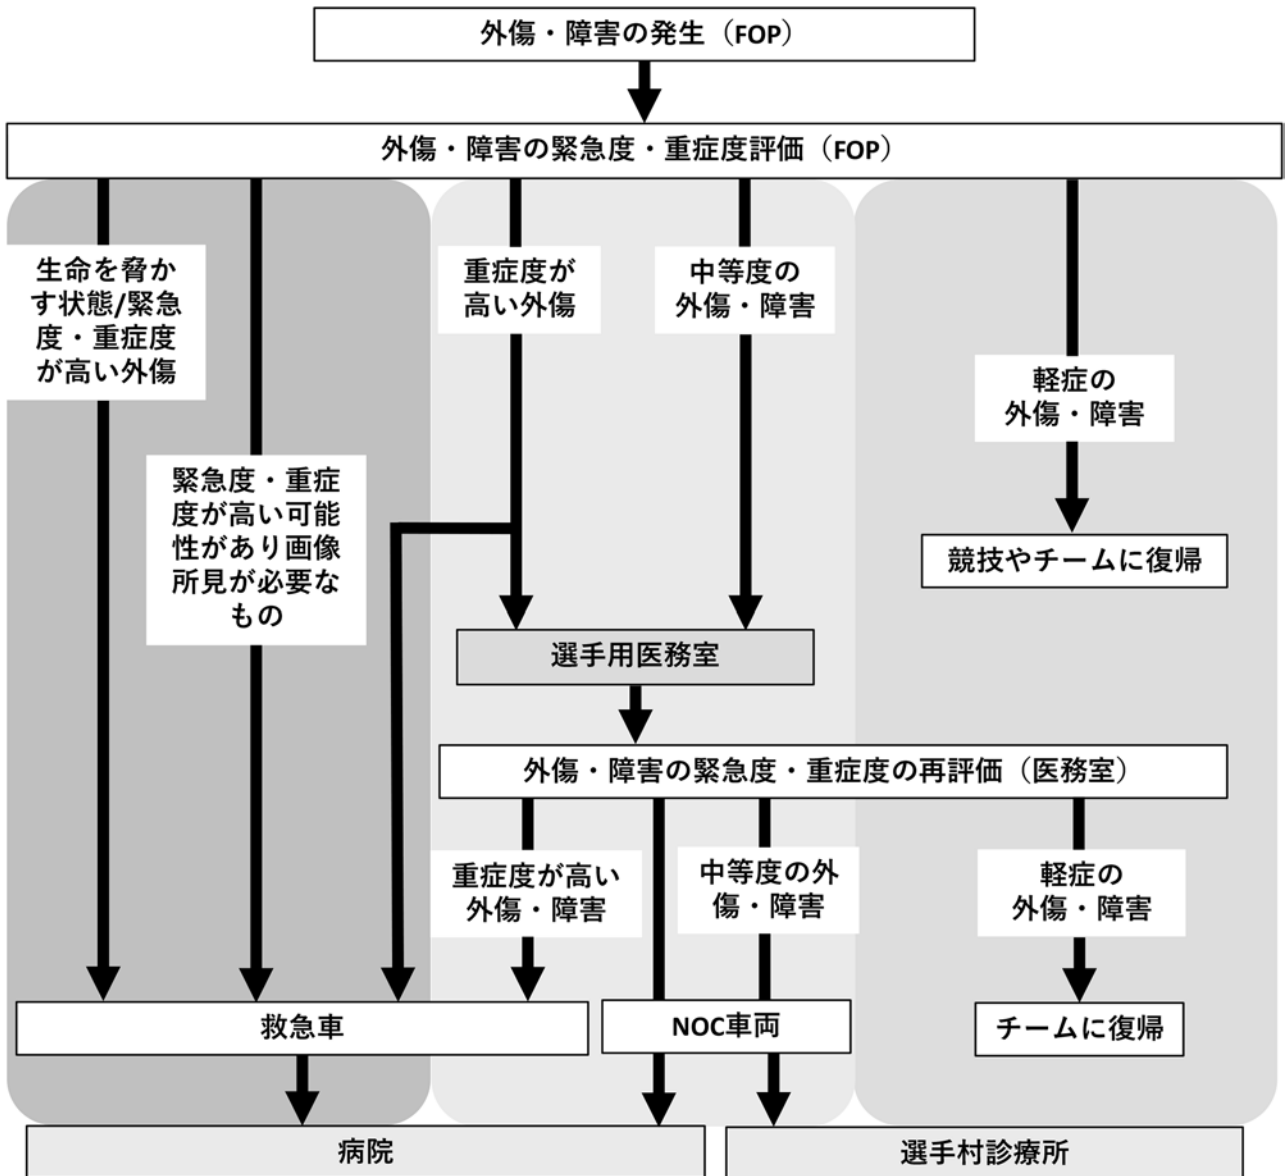 外傷・障害の発生（FOP）
外傷・障害の緊急度・重症度評価（FOP）
生命を脅か
す状態/緊急
度・重症度
が高い外傷
緊急度・重症
度が高い可能
性があり画像
所見が必要な
もの
重症度が
高い外傷
中等度の
外傷・障害
軽症の
外傷・障害
競技やチームに復帰
選手用医務室
外傷・障害の緊急度・重症度の再評価（医務室）
重症度が高い
外傷・障害
中等度の外
傷・障害
軽症の
外傷・障害
救急車
NOC車両
チームに復帰
病院
選手村診療所